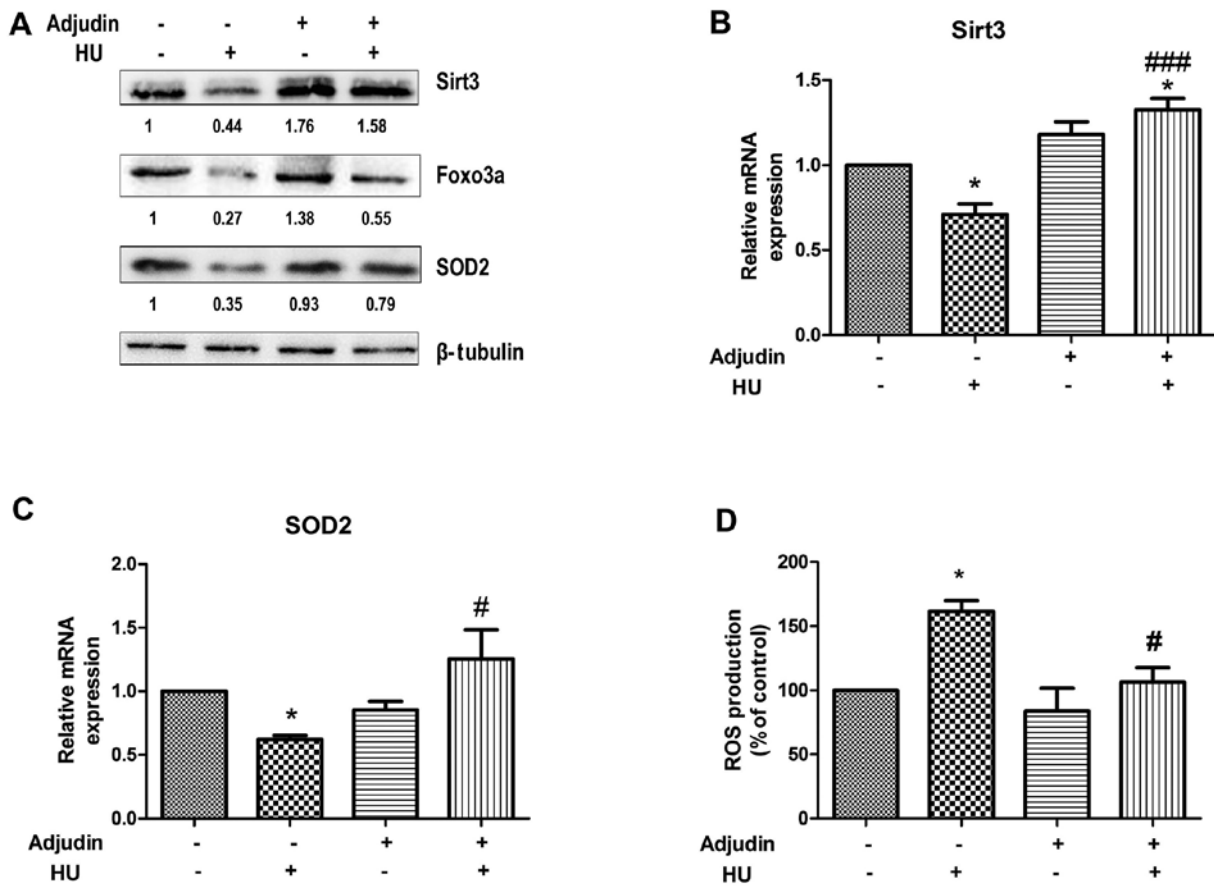 A
Adjudin - - + +
HU - + - +
Sirt3
1 0.44 1.76 1.58
Foxo3a
1 0.27 1.38 0.55
SOD2
1 0.35 0.93 0.79
β-tubulin
B
Sirt3
Relative mRNA
expression
1.5
1.0
0.5
0.0
*
###
*
Adjudin - - + +
HU - + - +
C
SOD2
Relative mRNA
expression
2.0
1.5
1.0
0.5
0.0
*
#
Adjudin - - + +
HU - + - +
D
ROS production
(% of control)
200
150
100
50
0
*
#
Adjudin - - + +
HU - + - +